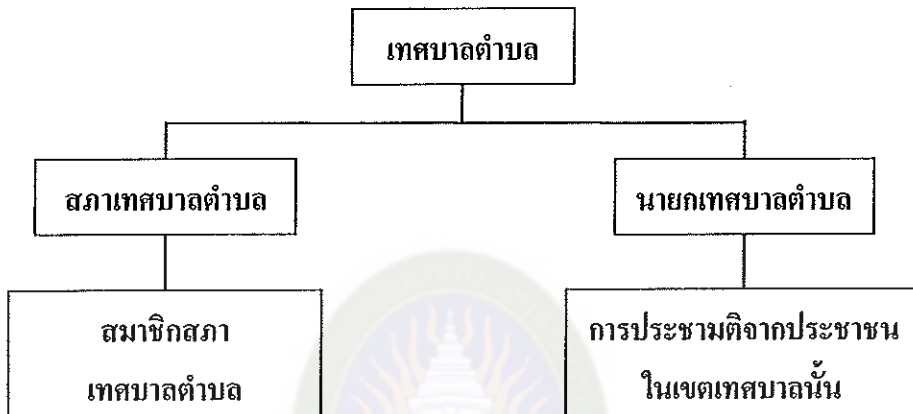 เทศบาลตำบล
สภาเทศบาลตำบล
นายกเทศบาลตำบล
สมาชิกสภา
เทศบาลตำบล
การประชามติจากประชาชน
ในเขตเทศบาลนั้น